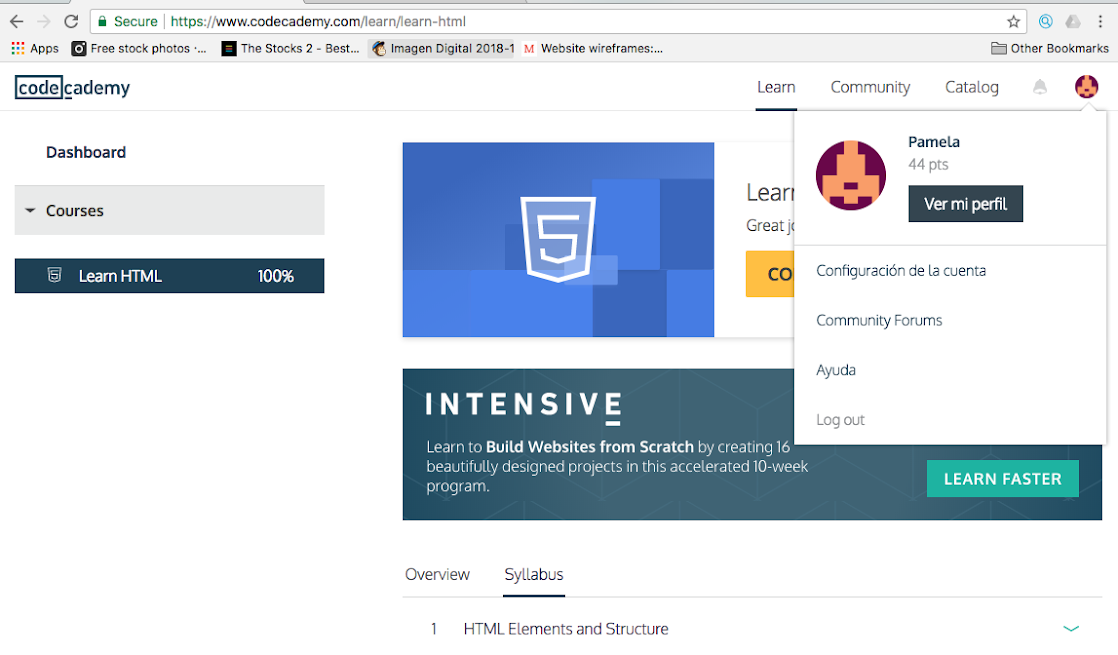 Secure https://www.codecademy.com/learn/learn-html
Apps Free stock photos ·... The Stocks 2 - Best... Imagen Digital 2018-1 M Website wireframes:... Other Bookmarks
codecademy
Learn Community Catalog
Dashboard
Courses
Learn HTML 100%
5
Lear
Great jo
CO
Pamela
44 pts
Ver mi perfil
Configuración de la cuenta
Community Forums
Ayuda
Log out
INTENSIVE
Learn to Build Websites from Scratch by creating 16
beautifully designed projects in this accelerated 10-week
program.
LEARN FASTER
Overview Syllabus
1 HTML Elements and Structure